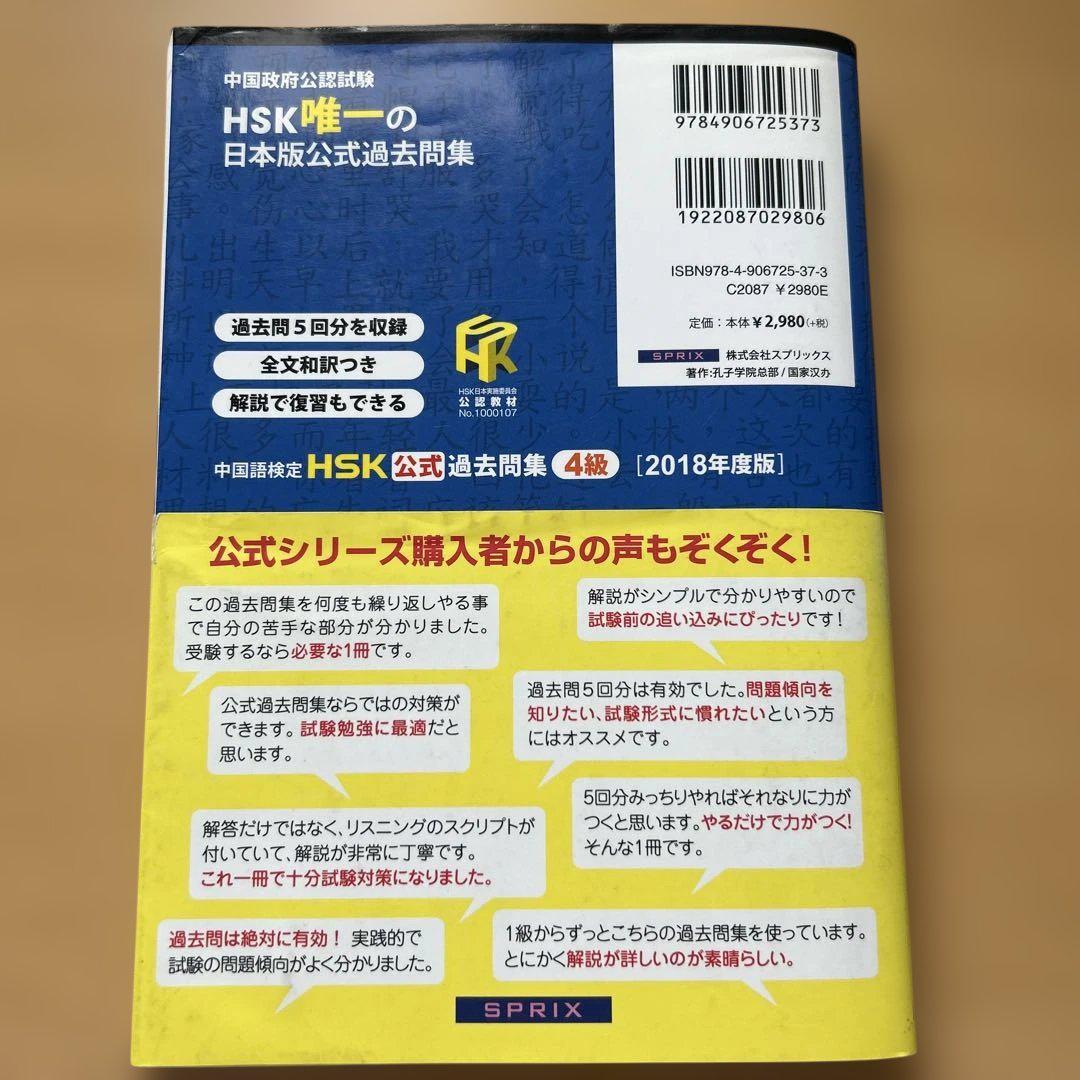 中国政府公認試験
HSK唯一の
日本版公式過去問集
9784906725373
1922087029806
ISBN978-4-906725-37-3
C2087 ¥2980E
定価：本体¥2,980(+税)
SPRIX 株式会社スプリックス
著作:孔子学院总部/国家汉办
過去問5回分を収録
全文和訳つき
解説で復習もできる
HSK
HSK日本実施委員会
公認教材
No.1000107
中国語検定 HSK 公式 過去問集 4級 [2018年度版]
公式シリーズ購入者からの声もぞくぞく!
この過去問集を何度も繰り返しやる事
で自分の苦手な部分が分かりました。
受験するなら必要な1冊です。
解説がシンプルで分かりやすいので
試験前の追い込みにぴったりです!
公式過去問集ならではの対策が
できます。試験勉強に最適だと
思います。
過去問5回分は有効でした。問題傾向を
知りたい、試験形式に慣れたいという方
にはオススメです。
5回分みっちりやればそれなりに力が
つくと思います。やるだけで力がつく!
そんな1冊です。
解答だけではなく、リスニングのスクリプトが
付いていて、解説が非常に丁寧です。
これ一冊で十分試験対策になりました。
過去問は絶対に有効! 実践的で
試験の問題傾向がよく分かりました。
1級からずっとこちらの過去問集を使っています。
とにかく解説が詳しいのが素晴らしい。
SPRIX